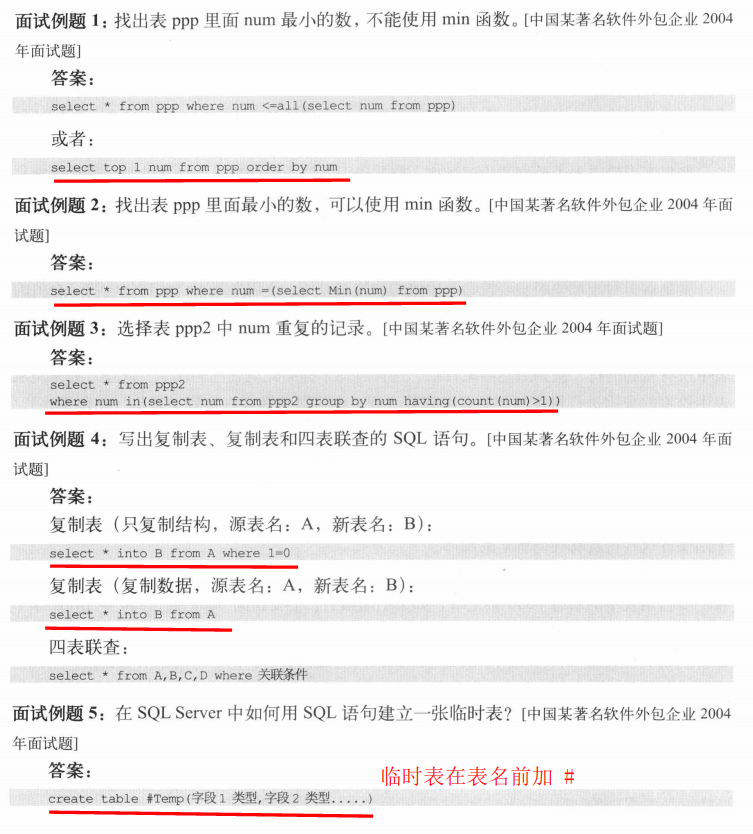 面试例题 1：找出表 ppp 里面 num 最小的数，不能使用 min 函数。[中国某著名软件外包企业 2004
年面试题]
答案：
select * from ppp where num <=all(select num from ppp)
或者：
select top 1 num from ppp order by num
面试例题 2：找出表 ppp 里面最小的数，可以使用 min 函数。[中国某著名软件外包企业 2004 年面
试题]
答案：
select * from ppp where num =(select Min(num) from ppp)
面试例题 3：选择表 ppp2 中 num 重复的记录。[中国某著名软件外包企业 2004 年面试题]
答案：
select * from ppp2
where num in(select num from ppp2 group by num having(count(num)>1))
面试例题 4：写出复制表、复制表和四表联查的 SQL 语句。[中国某著名软件外包企业 2004 年面
试题]
答案：
复制表（只复制结构，源表名：A，新表名：B）：
select * into B from A where 1=0
复制表（复制数据，源表名：A，新表名：B）：
select * into B from A
四表联查：
select * from A,B,C,D where 关联条件
面试例题 5：在 SQL Server 中如何用 SQL 语句建立一张临时表？[中国某著名软件外包企业 2004
年面试题]
答案：
临时表在表名前加 #
create table #Temp(字段1 类型,字段2 类型.....)